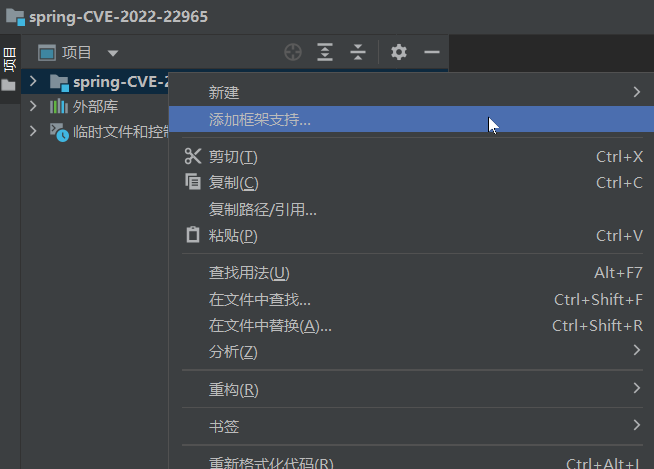 spring-CVE-2022-22965
项目
项目
spring-CVE-2
外部库
临时文件和控制
新建
添加框架支持...
剪切(T) Ctrl+X
复制(C) Ctrl+C
复制路径/引用...
粘贴(P) Ctrl+V
查找用法(U) Alt+F7
在文件中查找... Ctrl+Shift+F
在文件中替换(A)... Ctrl+Shift+R
分析(Z)
重构(R)
书签
重新格式化代码(R) Ctrl+Alt+L